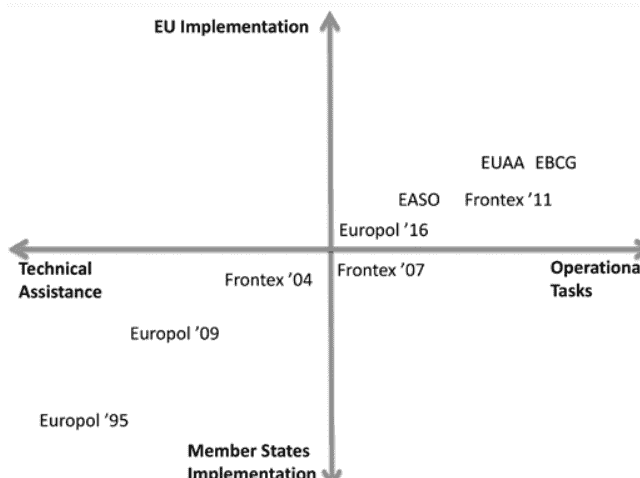 EU Implementation
EUAA EBCG
EASO Frontex ’11
Europol ’16
Technical
Assistance
Frontex ’04
Frontex ’07
Operationa
Tasks
Europol ’09
Europol ’95
Member States
Implementation